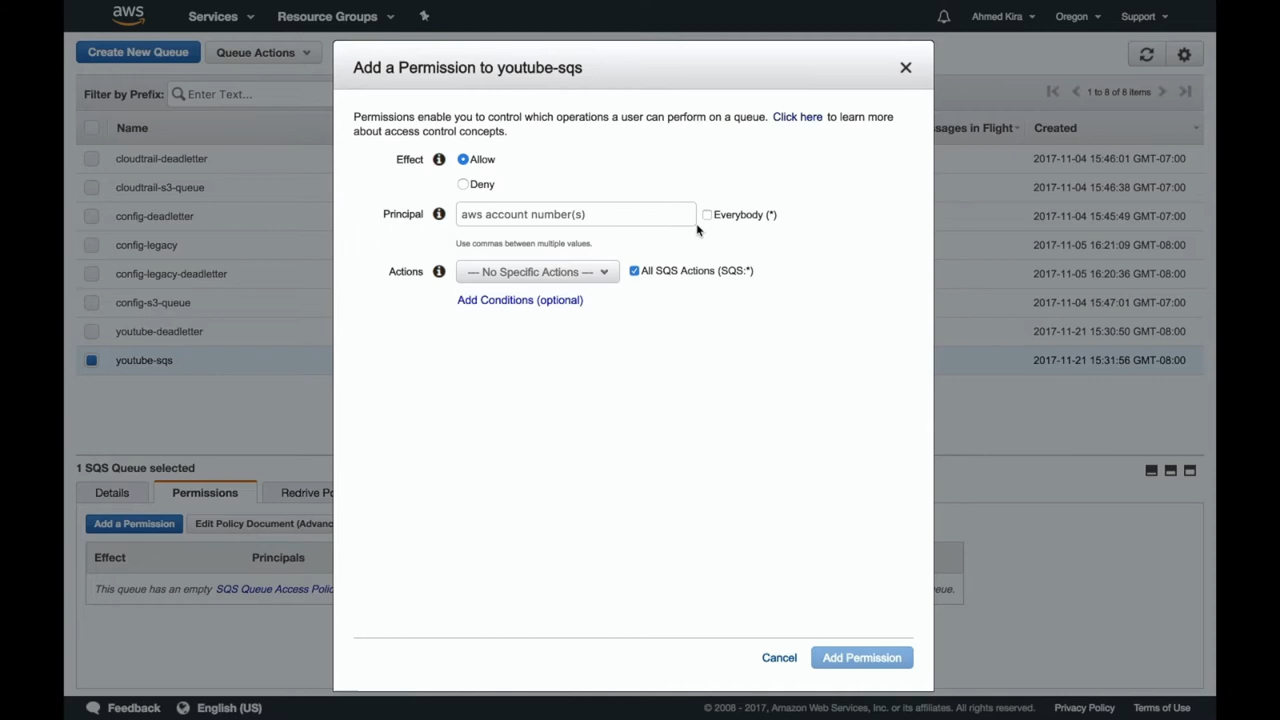 aws Services Resource Groups Ahmed Kira Oregon Support
Create New Queue Queue Actions
Add a Permission to youtube-sqs
Filter by Prefix: Enter Text... 1 to 8 of 8 items
Permissions enable you to control which operations a user can perform on a queue. Click here to learn more
about access control concepts.
Name ssages in Flight Created
Effect Allow
Deny
Principal aws account number(s) Everybody (*)
Use commas between multiple values.
Actions --- No Specific Actions --- All SQS Actions (SQS:*)
Add Conditions (optional)
cloudtrail-deadletter 2017-11-04 15:46:01 GMT-07:00
cloudtrail-s3-queue 2017-11-04 15:46:38 GMT-07:00
config-deadletter 2017-11-04 15:45:49 GMT-07:00
config-legacy 2017-11-05 16:21:09 GMT-08:00
config-legacy-deadletter 2017-11-05 16:20:36 GMT-08:00
config-s3-queue 2017-11-04 15:47:01 GMT-07:00
youtube-deadletter 2017-11-21 15:30:50 GMT-08:00
youtube-sqs 2017-11-21 15:31:56 GMT-08:00
1 SQS Queue selected
Details Permissions Redrive Po
Add a Permission Edit Policy Document (Advanc
Effect Principals
This queue has an empty SQS Queue Access Polic eue.
Cancel Add Permission
Feedback English (US) © 2008 - 2017, Amazon Web Services, Inc. or its affiliates. All rights reserved. Privacy Policy Terms of Use